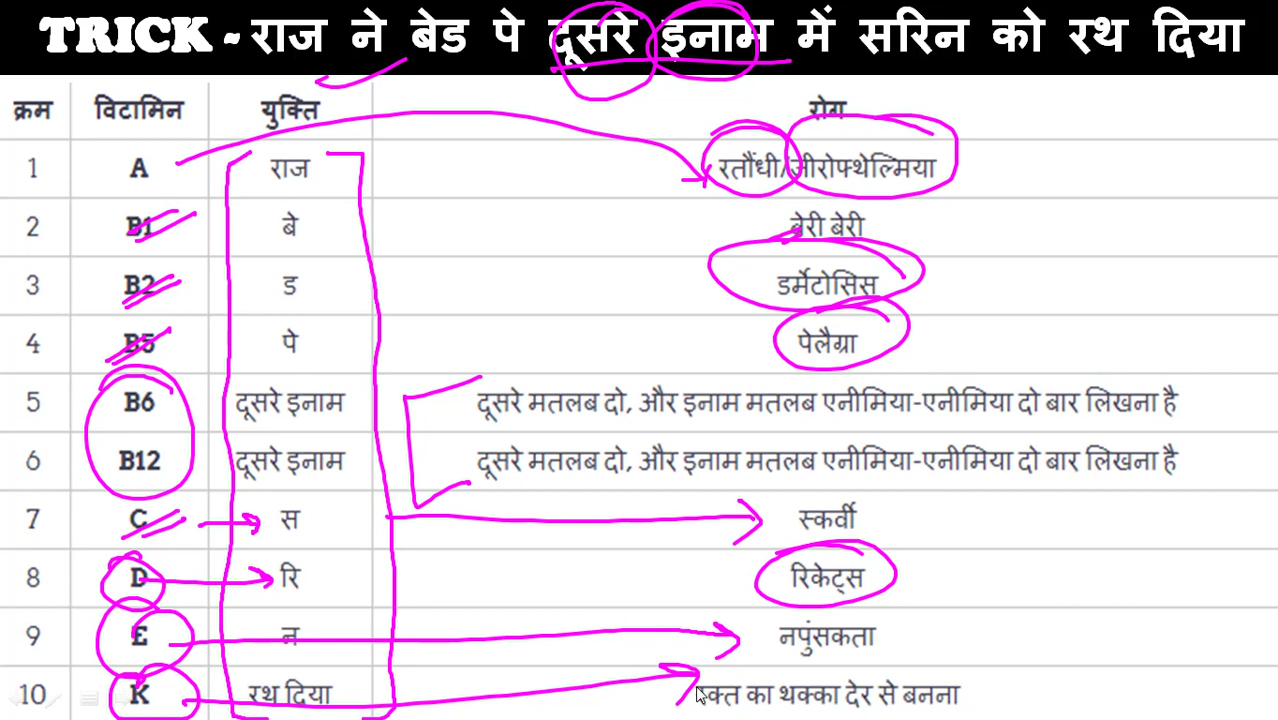 TRICK - राज ने बेड पे दूसरे इनाम में सरिन को रथ दिया
क्रम विटामिन युक्ति रोग
1 A राज रतौंधी/जीरोफ्थेल्मिया
2 B1 बे बेरी बेरी
3 B2 ड डर्मेटोसिस
4 B5 पे पेलैग्रा
5 B6 दूसरे इनाम दूसरे मतलब दो, और इनाम मतलब एनीमिया-एनीमिया दो बार लिखना है
6 B12 दूसरे इनाम दूसरे मतलब दो, और इनाम मतलब एनीमिया-एनीमिया दो बार लिखना है
7 C स स्कर्वी
8 D रि रिकेट्स
9 E न नपुंसकता
10 K रथ दिया रक्त का थक्का देर से बनना